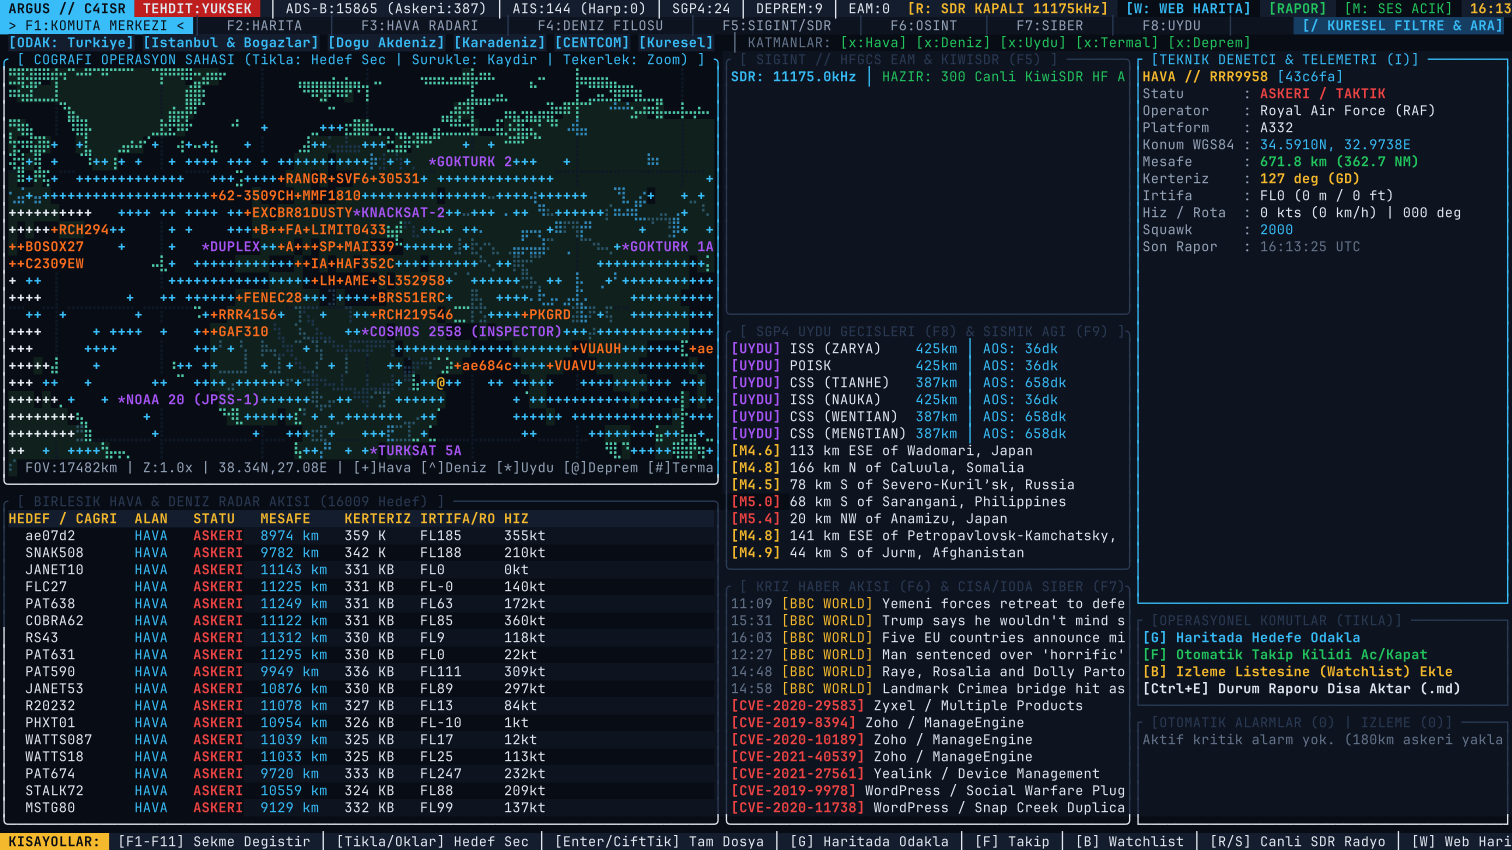 ARGUS // C4ISR TEHDIT:YUKSEK | ADS-B:15865 (Askeri:387) | AIS:144 (Harp:0) | SGP4:24 | DEPREM:9 | EAM:0 [R: SDR KAPALI 11175kHz] [W: WEB HARITA] [RAPOR] [M: SES ACIK] 16:13
> F1:KOMUTA MERKEZI < F2:HARITA F3:HAVA RADARI F4:DENIZ FILOSU F5:SIGINT/SDR F6:OSINT F7:SIBER F8:UYDU [/ KURESEL FILTRE & ARA]
[ODAK: Turkiye] [Istanbul & Bogazlar] [Dogu Akdeniz] [Karadeniz] [CENTCOM] [Kuresel] | KATMANLAR: [x:Hava] [x:Deniz] [x:Uydu] [x:Termal] [x:Deprem]
[ COGRAFI OPERASYON SAHASI (Tikla: Hedef Sec | Surukle: Kaydir | Tekerlek: Zoom) ]
*GOKTURK 2
+RANGR+SVF6+30531
+62-3509CH+MMF1810
+EXCBR81DUSTY*KNACKSAT-2
+RCH294 +B++FA+LIMIT0433
++BOSOX27 *DUPLEX +A+++SP+MAI339 *GOKTURK 1A
++C2309EW +IA+HAF352C
+LH+AME+SL352958
+FENEC28 +BRS51ERC
+RRR4156 +RCH219546 +PKGRD
+GAF310 *COSMOS 2558 (INSPECTOR)
+VUAUH +ae
+ae684c +VUAVU
@
*NOAA 20 (JPSS-1)
*TURKSAT 5A
FOV:17482km | Z:1.0x | 38.34N,27.08E | [+]Hava [^]Deniz [*]Uydu [@]Deprem [#]Terma
[ BIRLESIK HAVA & DENIZ RADAR AKISI (16009 Hedef) ]
HEDEF / CAGRI ALAN STATU MESAFE KERTERIZ IRTIFA/RO HIZ
ae07d2 HAVA ASKERI 8974 km 359 K FL185 355kt
SNAK508 HAVA ASKERI 9782 km 342 K FL188 210kt
JANET10 HAVA ASKERI 11143 km 331 KB FL0 0kt
FLC27 HAVA ASKERI 11225 km 331 KB FL-0 140kt
PAT638 HAVA ASKERI 11249 km 331 KB FL63 172kt
COBRA62 HAVA ASKERI 11122 km 331 KB FL85 360kt
RS43 HAVA ASKERI 11312 km 330 KB FL9 118kt
PAT631 HAVA ASKERI 11295 km 330 KB FL0 22kt
PAT590 HAVA ASKERI 9949 km 336 KB FL111 309kt
JANET53 HAVA ASKERI 10876 km 330 KB FL89 297kt
R20232 HAVA ASKERI 11078 km 327 KB FL13 84kt
PHXT01 HAVA ASKERI 10954 km 326 KB FL-10 1kt
WATTS087 HAVA ASKERI 11039 km 325 KB FL17 12kt
WATTS18 HAVA ASKERI 11033 km 325 KB FL25 113kt
PAT674 HAVA ASKERI 9720 km 333 KB FL247 232kt
STALK72 HAVA ASKERI 10559 km 324 KB FL88 209kt
MSTG80 HAVA ASKERI 9129 km 332 KB FL99 137kt
[ SIGINT // HFGCS EAM & KIWISDR (F5) ]
SDR: 11175.0kHz | HAZIR: 300 Canli KiwiSDR HF A
[ SGP4 UYDU GECISLERI (F8) & SISMIK AGI (F9) ]
[UYDU] ISS (ZARYA) 425km | AOS: 36dk
[UYDU] POISK 425km | AOS: 36dk
[UYDU] CSS (TIANHE) 387km | AOS: 658dk
[UYDU] ISS (NAUKA) 425km | AOS: 36dk
[UYDU] CSS (WENTIAN) 387km | AOS: 658dk
[UYDU] CSS (MENGTIAN) 387km | AOS: 658dk
[M4.6] 113 km ESE of Wadomari, Japan
[M4.8] 166 km N of Caluula, Somalia
[M4.5] 78 km S of Severo-Kuril'sk, Russia
[M5.0] 68 km S of Sarangani, Philippines
[M5.4] 20 km NW of Anamizu, Japan
[M4.8] 141 km ESE of Petropavlovsk-Kamchatsky,
[M4.9] 44 km S of Jurm, Afghanistan
[ KRIZ HABER AKISI (F6) & CISA/IODA SIBER (F7)
11:09 [BBC WORLD] Yemeni forces retreat to defe
15:31 [BBC WORLD] Trump says he wouldn't mind s
16:03 [BBC WORLD] Five EU countries announce mi
12:27 [BBC WORLD] Man sentenced over 'horrific'
14:48 [BBC WORLD] Raye, Rosalia and Dolly Parto
14:58 [BBC WORLD] Landmark Crimea bridge hit as
[CVE-2020-29583] Zyxel / Multiple Products
[CVE-2019-8394] Zoho / ManageEngine
[CVE-2020-10189] Zoho / ManageEngine
[CVE-2021-40539] Zoho / ManageEngine
[CVE-2021-27561] Yealink / Device Management
[CVE-2019-9978] WordPress / Social Warfare Plug
[CVE-2020-11738] WordPress / Snap Creek Duplica
[TEKNIK DENETCI & TELEMETRI (I)]
HAVA // RRR9958 [43c6fa]
Statu : ASKERI / TAKTIK
Operator : Royal Air Force (RAF)
Platform : A332
Konum WGS84 : 34.5910N, 32.9738E
Mesafe : 671.8 km (362.7 NM)
Kerteriz : 127 deg (GD)
Irtifa : FL0 (0 m / 0 ft)
Hiz / Rota : 0 kts (0 km/h) | 000 deg
Squawk : 2000
Son Rapor : 16:13:25 UTC
[OPERASYONEL KOMUTLAR (TIKLA)]
[G] Haritada Hedefe Odakla
[F] Otomatik Takip Kilidi Ac/Kapat
[B] Izleme Listesine (Watchlist) Ekle
[Ctrl+E] Durum Raporu Disa Aktar (.md)
[OTOMATIK ALARMLAR (0) | IZLEME (0)]
Aktif kritik alarm yok. (180km askeri yakla
KISAYOLLAR: [F1-F11] Sekme Degistir | [Tikla/Oklar] Hedef Sec | [Enter/CiftTik] Tam Dosya | [G] Haritada Odakla | [F] Takip | [B] Watchlist | [R/S] Canli SDR Radyo | [W] Web Hari